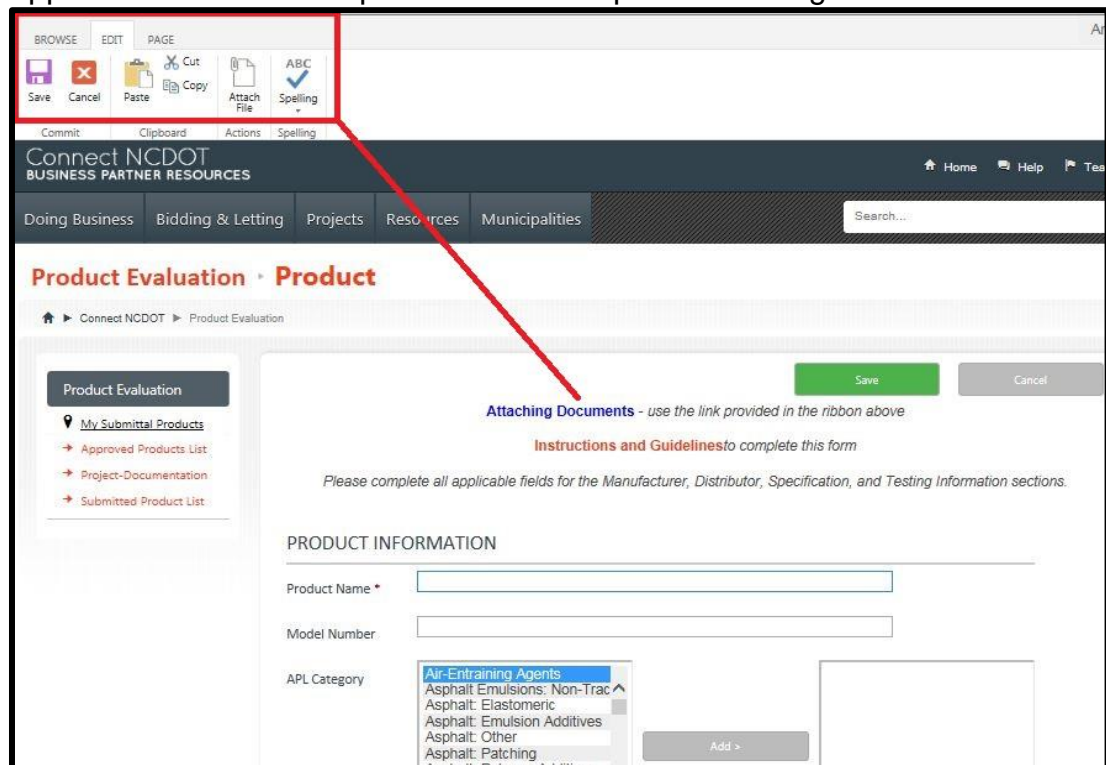 BROWSE EDIT PAGE
Cut
ABC
Copy
Save Cancel Paste Attach File Spelling
Commit Clipboard Actions Spelling
Connect NCDOT
BUSINESS PARTNER RESOURCES
Home Help Tea
Doing Business Bidding & Letting Projects Resources Municipalities Search...
Product Evaluation Product
Connect NCDOT Product Evaluation
Save Cancel
Product Evaluation
Attaching Documents - use the link provided in the ribbon above
My Submittal Products
Approved Products List
Instructions and Guidelinesto complete this form
Project-Documentation
Please complete all applicable fields for the Manufacturer, Distributor, Specification, and Testing Information sections.
Submitted Product List
PRODUCT INFORMATION
Product Name *
Model Number
APL Category
Air-Entraining Agents
Asphalt Emulsions: Non-Trac
Asphalt: Elastomeric
Asphalt: Emulsion Additives
Asphalt: Other
Add >
Asphalt: Patching